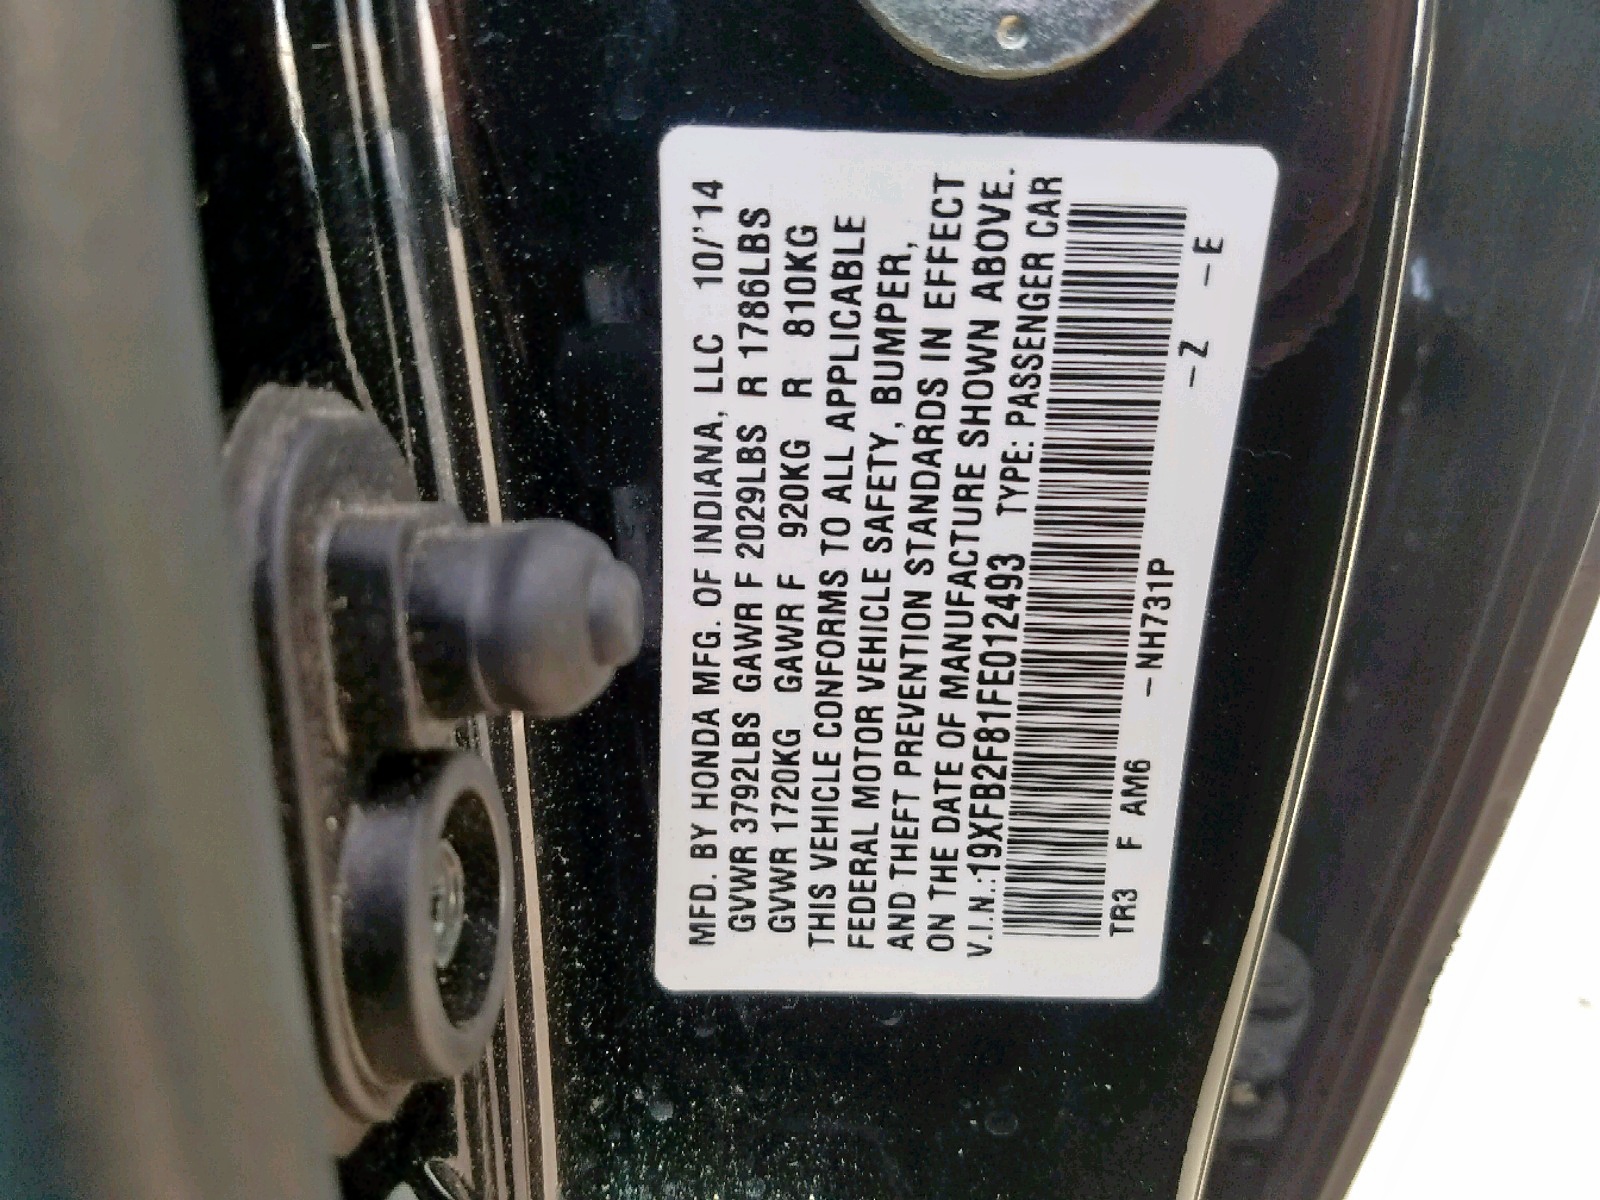 MFD. BY HONDA MFG. OF INDIANA, LLC 10/'14
GVWR 3792LBS GAWR F 2029LBS R 1786LBS
GVWR 1720KG GAWR F 920KG R 810KG
THIS VEHICLE CONFORMS TO ALL APPLICABLE
FEDERAL MOTOR VEHICLE SAFETY, BUMPER,
AND THEFT PREVENTION STANDARDS IN EFFECT
ON THE DATE OF MANUFACTURE SHOWN ABOVE.
V.I.N.:19XFB2F81FE012493 TYPE: PASSENGER CAR
TR3 F AM6 -NH731P -Z -E